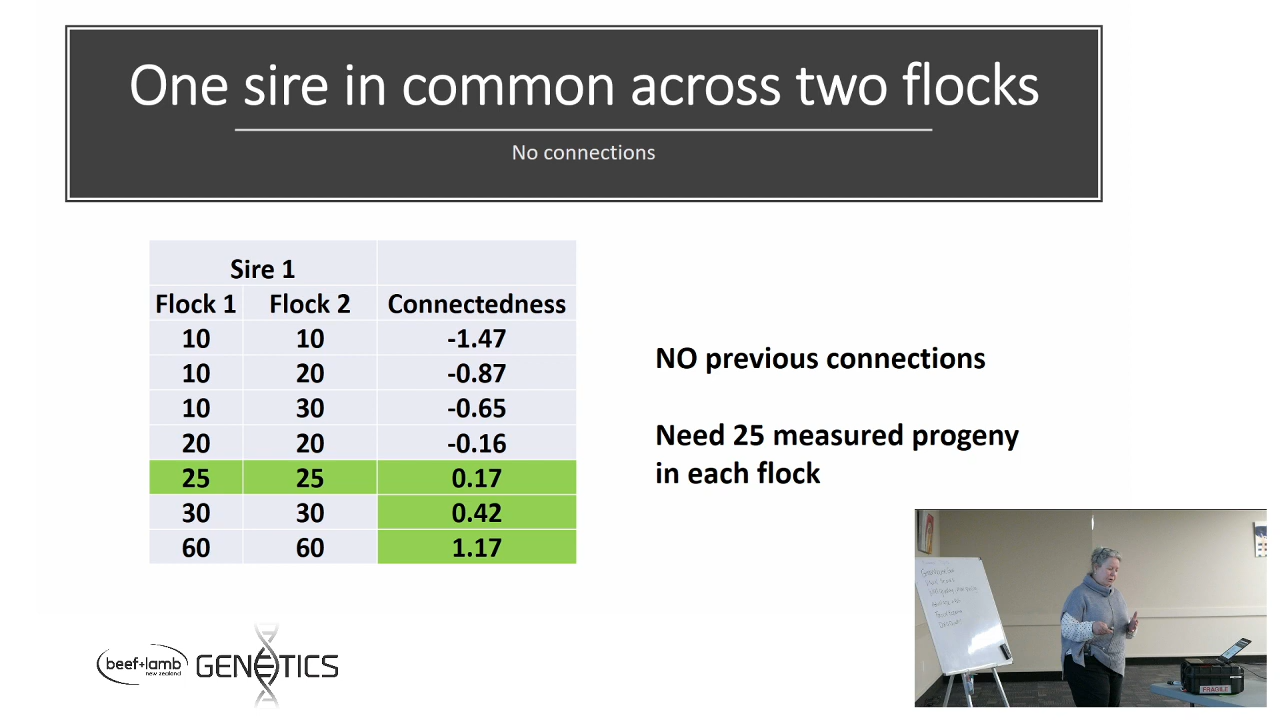 One sire in common across two flocks
No connections
Sire 1
Flock 1 Flock 2 Connectedness
10 10 -1.47
10 20 -0.87
10 30 -0.65
20 20 -0.16
25 25 0.17
30 30 0.42
60 60 1.17
NO previous connections
Need 25 measured progeny
in each flock
beef+lamb
new zealand
GENETICS
FRAGILE